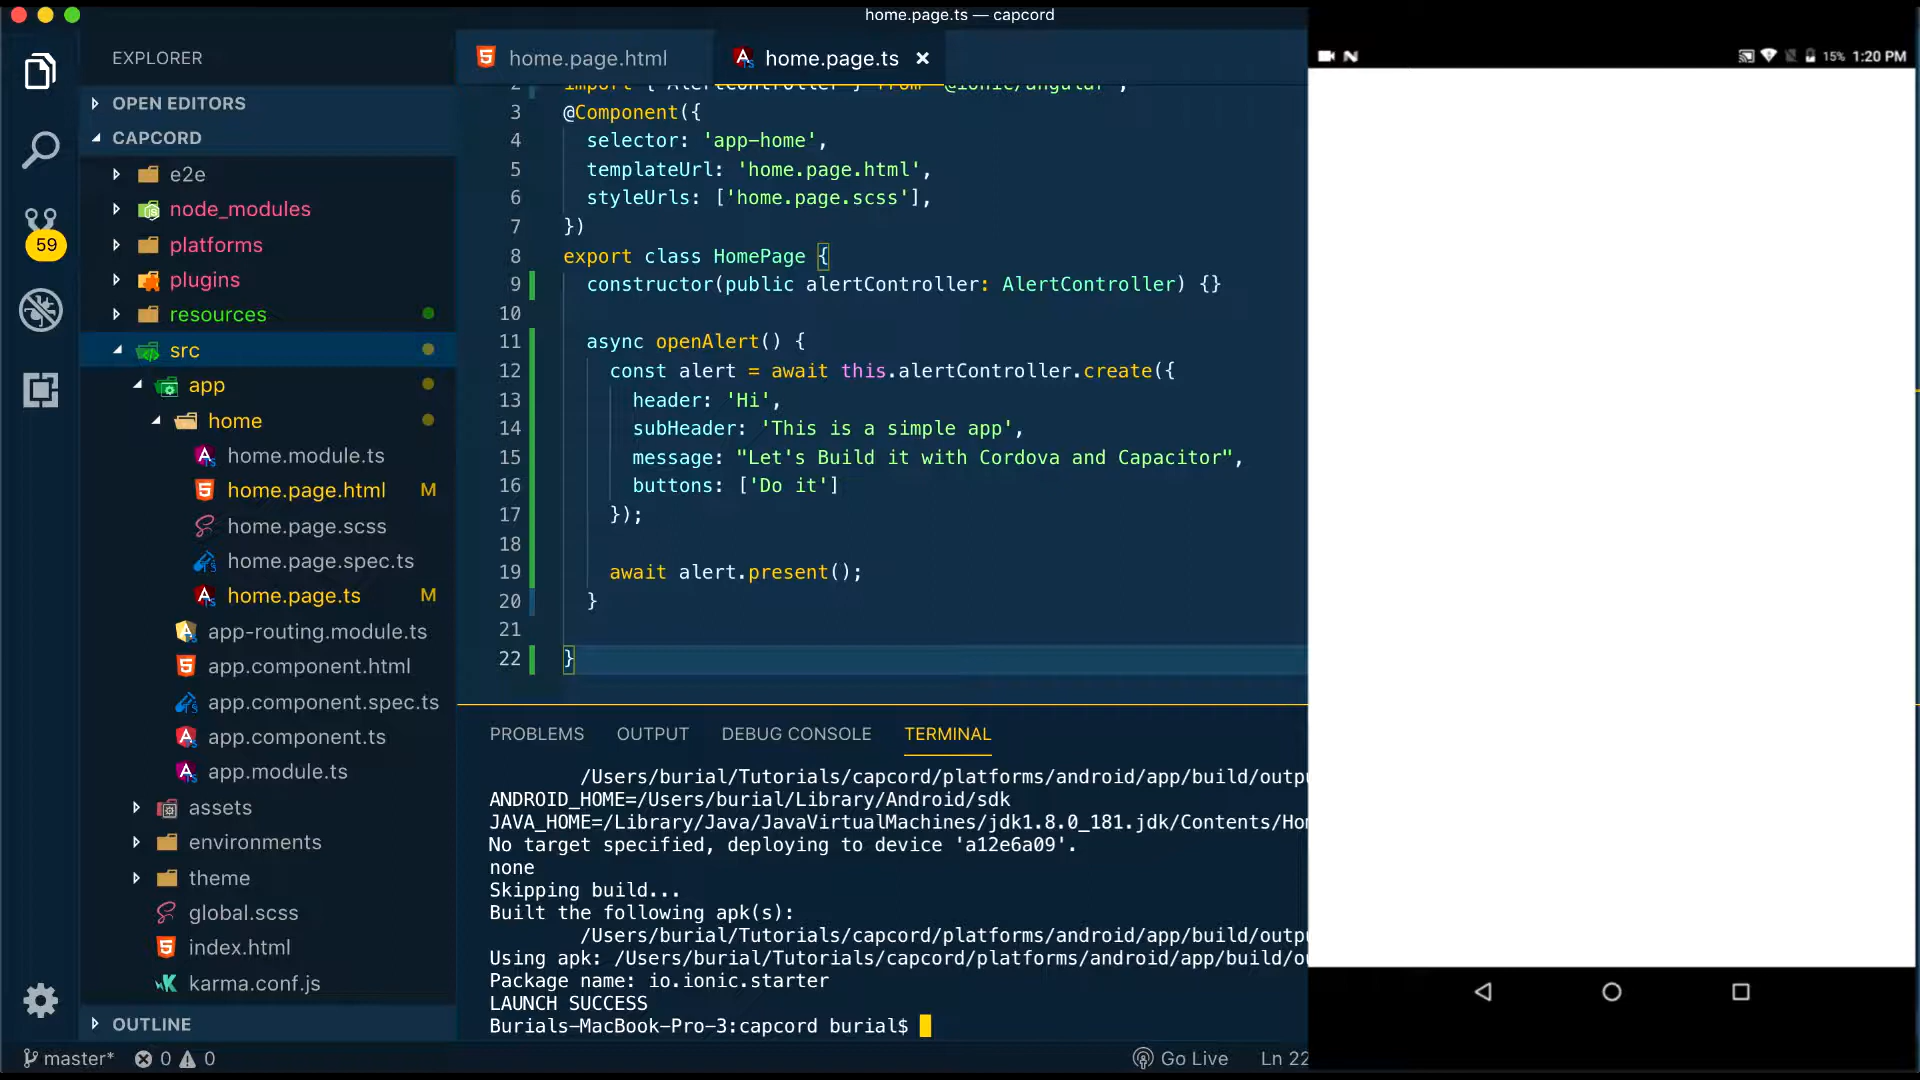 home.page.ts — capcord
EXPLORER
OPEN EDITORS
CAPCORD
e2e
node_modules
platforms
plugins
resources
src
app
home
home.module.ts
home.page.html M
home.page.scss
home.page.spec.ts
home.page.ts M
app-routing.module.ts
app.component.html
app.component.spec.ts
app.component.ts
app.module.ts
assets
environments
theme
global.scss
index.html
karma.conf.js
OUTLINE
59
master* 0 0
home.page.html
home.page.ts ×
2 import { AlertController } from '@ionic/angular';
3 @Component({
4 selector: 'app-home',
5 templateUrl: 'home.page.html',
6 styleUrls: ['home.page.scss'],
7 })
8 export class HomePage {
9 constructor(public alertController: AlertController) {}
10
11 async openAlert() {
12 const alert = await this.alertController.create({
13 header: 'Hi',
14 subHeader: 'This is a simple app',
15 message: "Let's Build it with Cordova and Capacitor",
16 buttons: ['Do it']
17 });
18
19 await alert.present();
20 }
21
22 }
PROBLEMS OUTPUT DEBUG CONSOLE TERMINAL
/Users/burial/Tutorials/capcord/platforms/android/app/build/outpu
ANDROID_HOME=/Users/burial/Library/Android/sdk
JAVA_HOME=/Library/Java/JavaVirtualMachines/jdk1.8.0_181.jdk/Contents/Hom
No target specified, deploying to device 'a12e6a09'.
none
Skipping build...
Built the following apk(s):
/Users/burial/Tutorials/capcord/platforms/android/app/build/outpu
Using apk: /Users/burial/Tutorials/capcord/platforms/android/app/build/ou
Package name: io.ionic.starter
LAUNCH SUCCESS
Burials-MacBook-Pro-3:capcord burial$
Go Live Ln 22
15% 1:20 PM